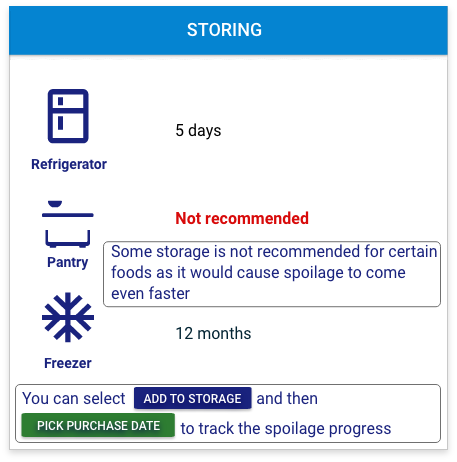 STORING
5 days
Refrigerator
Not recommended
Pantry
Some storage is not recommended for certain
foods as it would cause spoilage to come
even faster
12 months
Freezer
You can select ADD TO STORAGE and then
PICK PURCHASE DATE to track the spoilage progress